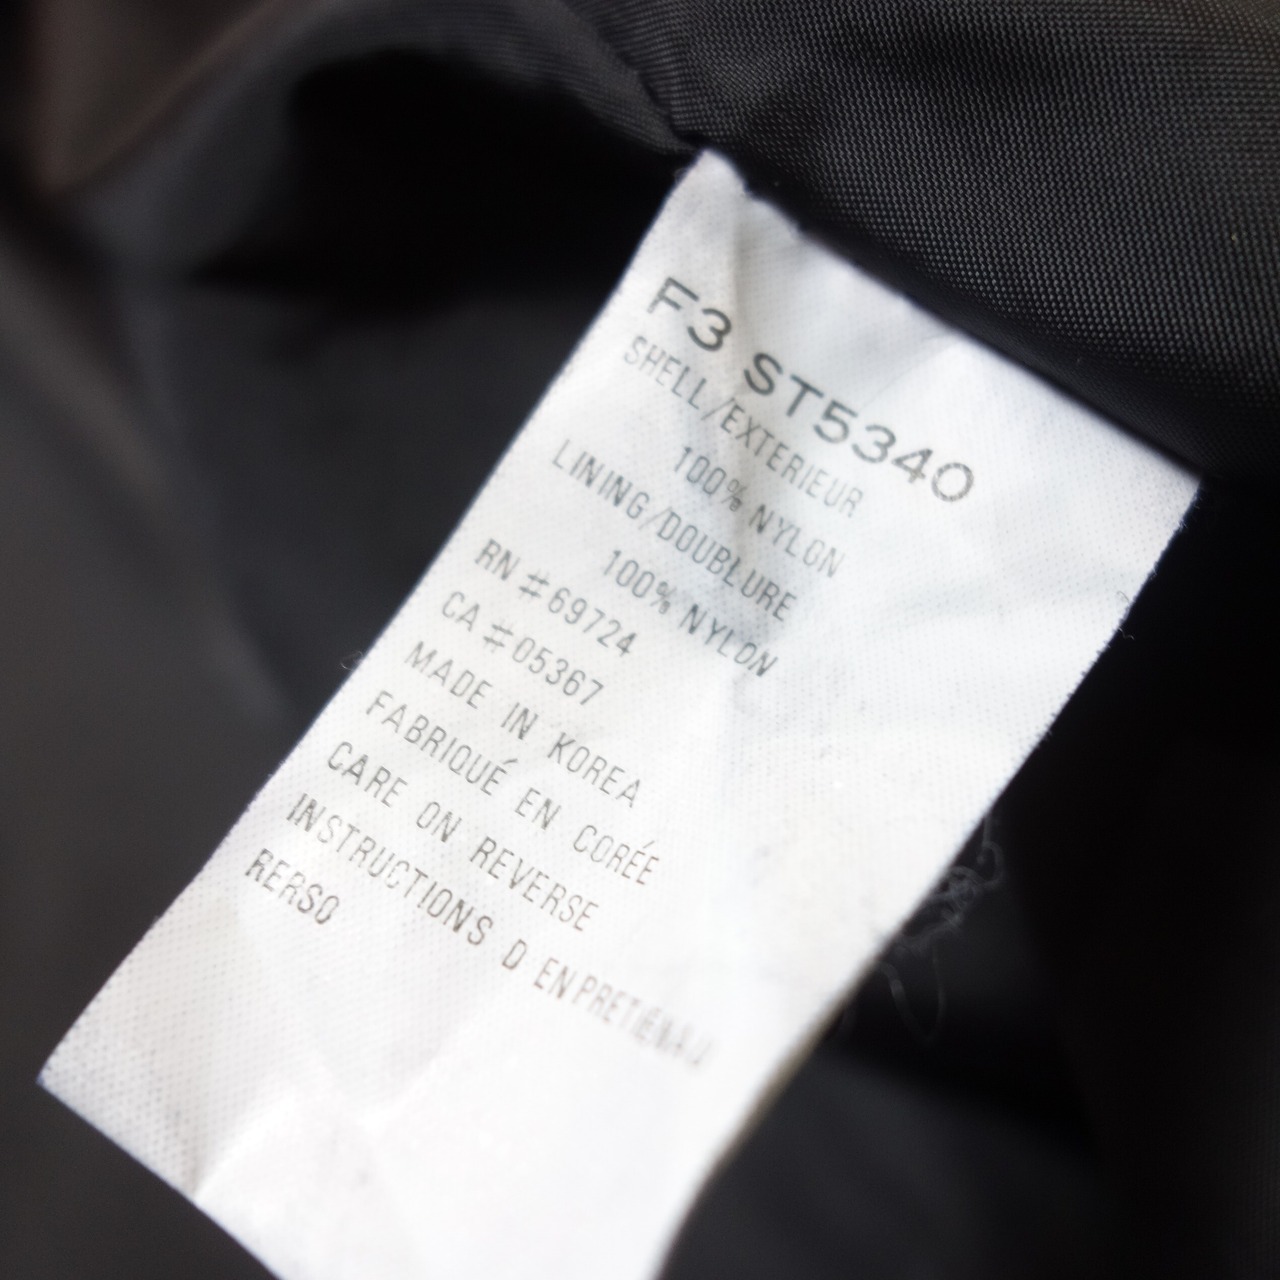 F3 ST5340
SHELL/EXTERIEUR
100% NYLON
LINING/DOUBLURE
100% NYLON
RN #69724
CA #05367
MADE IN KOREA
FABRIQUÉ EN CORÉE
CARE ON REVERSE
INSTRUCTIONS D
RERSO